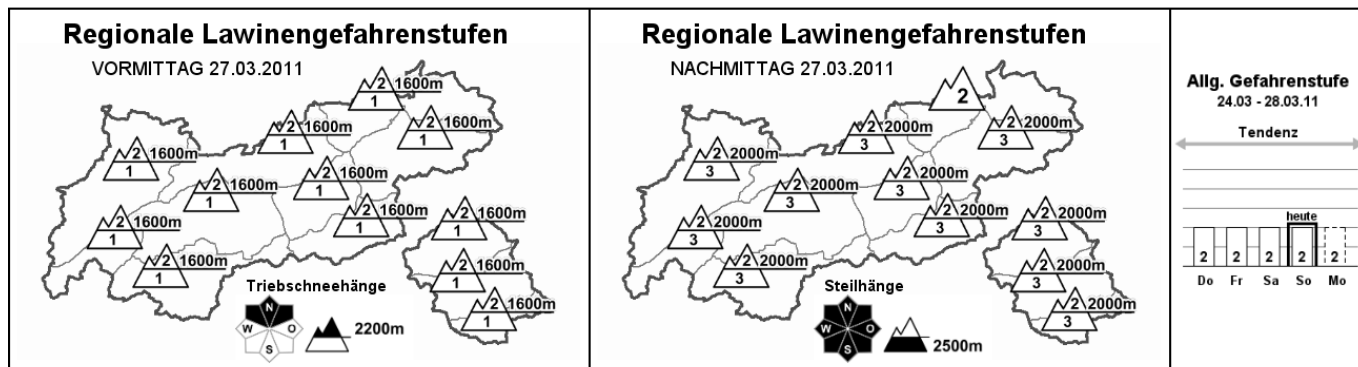 Regionale Lawinengefahrenstufen
VORMITTAG 27.03.2011
2 1600m
1
2 1600m
1
2 1600m
1
2 1600m
1
2 1600m
1
2 1600m
1
2 1600m
1
2 1600m
1
2 1600m
1
2 1600m
1
2 1600m
1
2 1600m
1
Triebschneehänge
N
W O
S
2200m
Regionale Lawinengefahrenstufen
NACHMITTAG 27.03.2011
2
2 2000m
3
2 2000m
3
2 2000m
3
2 2000m
3
2 2000m
3
2 2000m
3
2 2000m
3
2 2000m
3
2 2000m
3
2 2000m
3
2 2000m
3
Steilhänge
N
W O
S
2500m
Allg. Gefahrenstufe
24.03 - 28.03.11
Tendenz
heute
2 2 2 2 2
Do Fr Sa So Mo